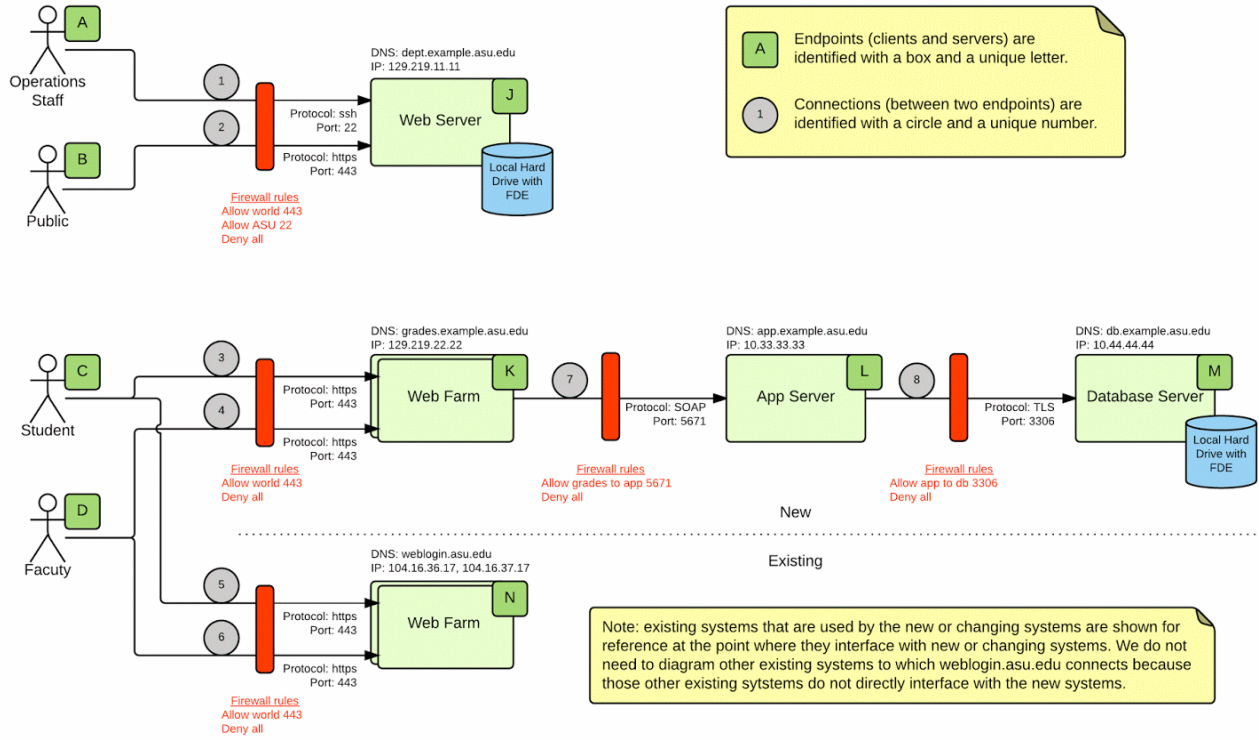 A
Operations
Staff
B
Public
1
2
DNS: dept.example.asu.edu
IP: 129.219.11.11
Protocol: ssh
Port: 22
Protocol: https
Port: 443
Web Server
J
Local Hard
Drive with
FDE
Firewall rules
Allow world 443
Allow ASU 22
Deny all
A
Endpoints (clients and servers) are
identified with a box and a unique letter.
1
Connections (between two endpoints) are
identified with a circle and a unique number.
C
Student
D
Facuty
3
4
DNS: grades.example.asu.edu
IP: 129.219.22.22
Protocol: https
Port: 443
Protocol: https
Port: 443
Web Farm
K
Firewall rules
Allow world 443
Deny all
7
Protocol: SOAP
Port: 5671
Firewall rules
Allow grades to app 5671
Deny all
DNS: app.example.asu.edu
IP: 10.33.33.33
App Server
L
8
Protocol: TLS
Port: 3306
Firewall rules
Allow app to db 3306
Deny all
DNS: db.example.asu.edu
IP: 10.44.44.44
Database Server
M
Local Hard
Drive with
FDE
New
Existing
5
6
DNS: weblogin.asu.edu
IP: 104.16.36.17, 104.16.37.17
Protocol: https
Port: 443
Protocol: https
Port: 443
Web Farm
N
Firewall rules
Allow world 443
Deny all
Note: existing systems that are used by the new or changing systems are shown for
reference at the point where they interface with new or changing systems. We do not
need to diagram other existing systems to which weblogin.asu.edu connects because
those other existing sytstems do not directly interface with the new systems.